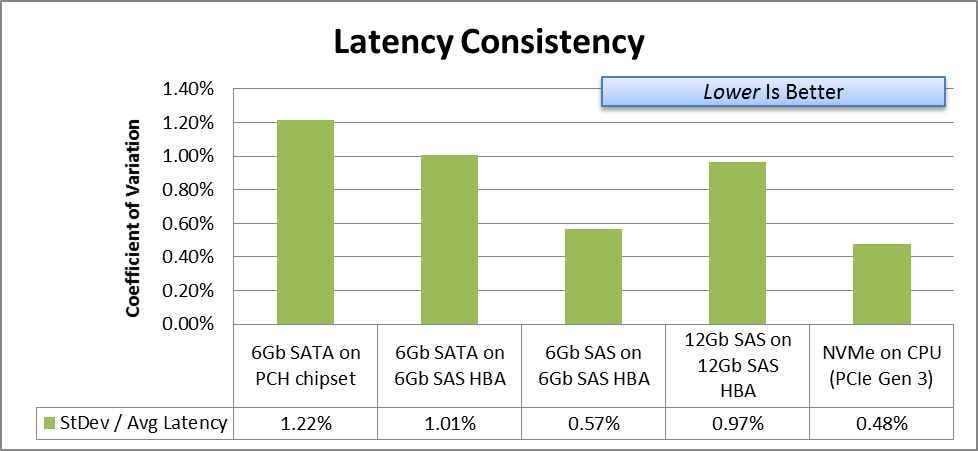 Latency Consistency
Lower Is Better
Coefficient of Variation
1.40%
1.20%
1.00%
0.80%
0.60%
0.40%
0.20%
0.00%
6Gb SATA on
PCH chipset
6Gb SATA on
6Gb SAS HBA
6Gb SAS on
6Gb SAS HBA
12Gb SAS on
12Gb SAS
HBA
NVMe on CPU
(PCIe Gen 3)
StDev / Avg Latency
1.22%
1.01%
0.57%
0.97%
0.48%